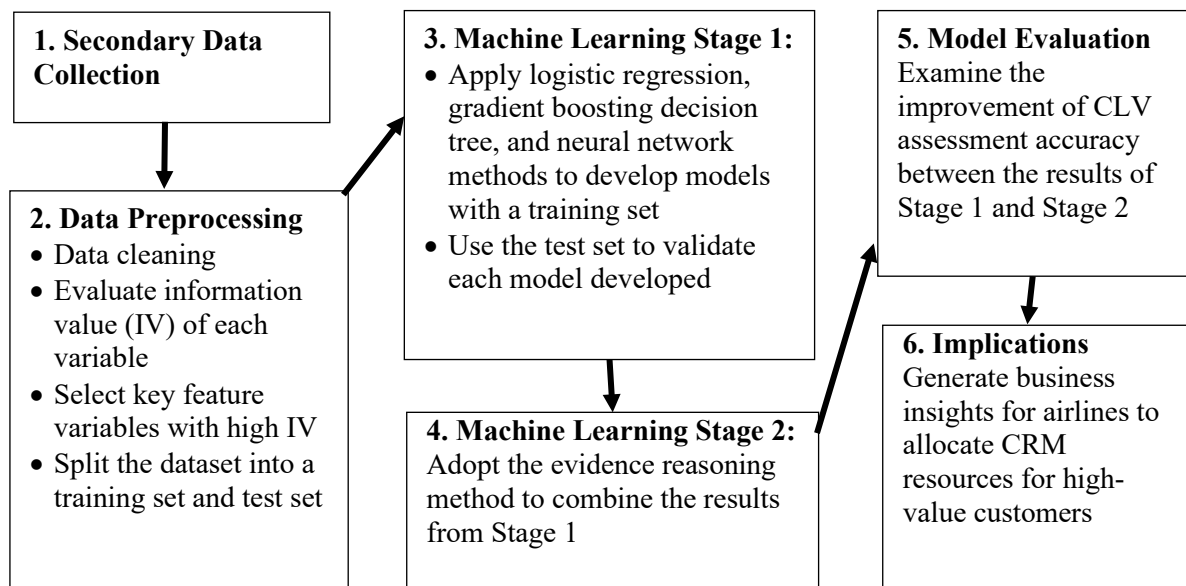 1. Secondary Data
Collection
2. Data Preprocessing
• Data cleaning
• Evaluate information
value (IV) of each
variable
• Select key feature
variables with high IV
• Split the dataset into a
training set and test set
3. Machine Learning Stage 1:
• Apply logistic regression,
gradient boosting decision
tree, and neural network
methods to develop models
with a training set
• Use the test set to validate
each model developed
4. Machine Learning Stage 2:
Adopt the evidence reasoning
method to combine the results
from Stage 1
5. Model Evaluation
Examine the
improvement of CLV
assessment accuracy
between the results of
Stage 1 and Stage 2
6. Implications
Generate business
insights for airlines to
allocate CRM
resources for high-
value customers